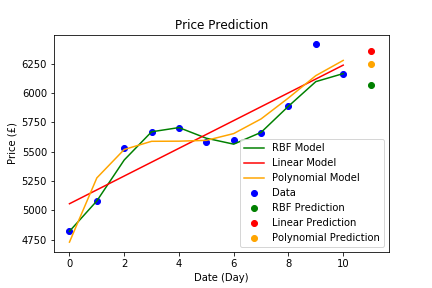 Price Prediction
Price (£)
6250
6000
5750
5500
5250
5000
4750
RBF Model
Linear Model
Polynomial Model
Data
RBF Prediction
Linear Prediction
Polynomial Prediction
0 2 4 6 8 10
Date (Day)